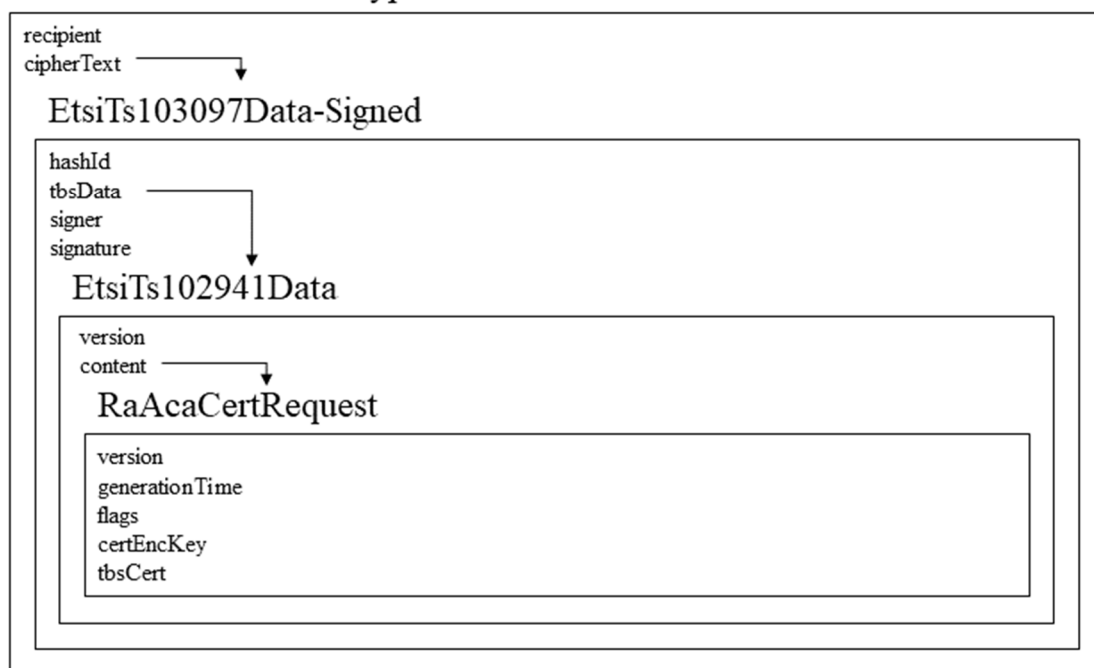 recipient
cipherText
EtsiTs103097Data-Signed
hashId
tbsData
signer
signature
EtsiTs102941Data
version
content
RaAcaCertRequest
version
generationTime
flags
certEncKey
tbsCert